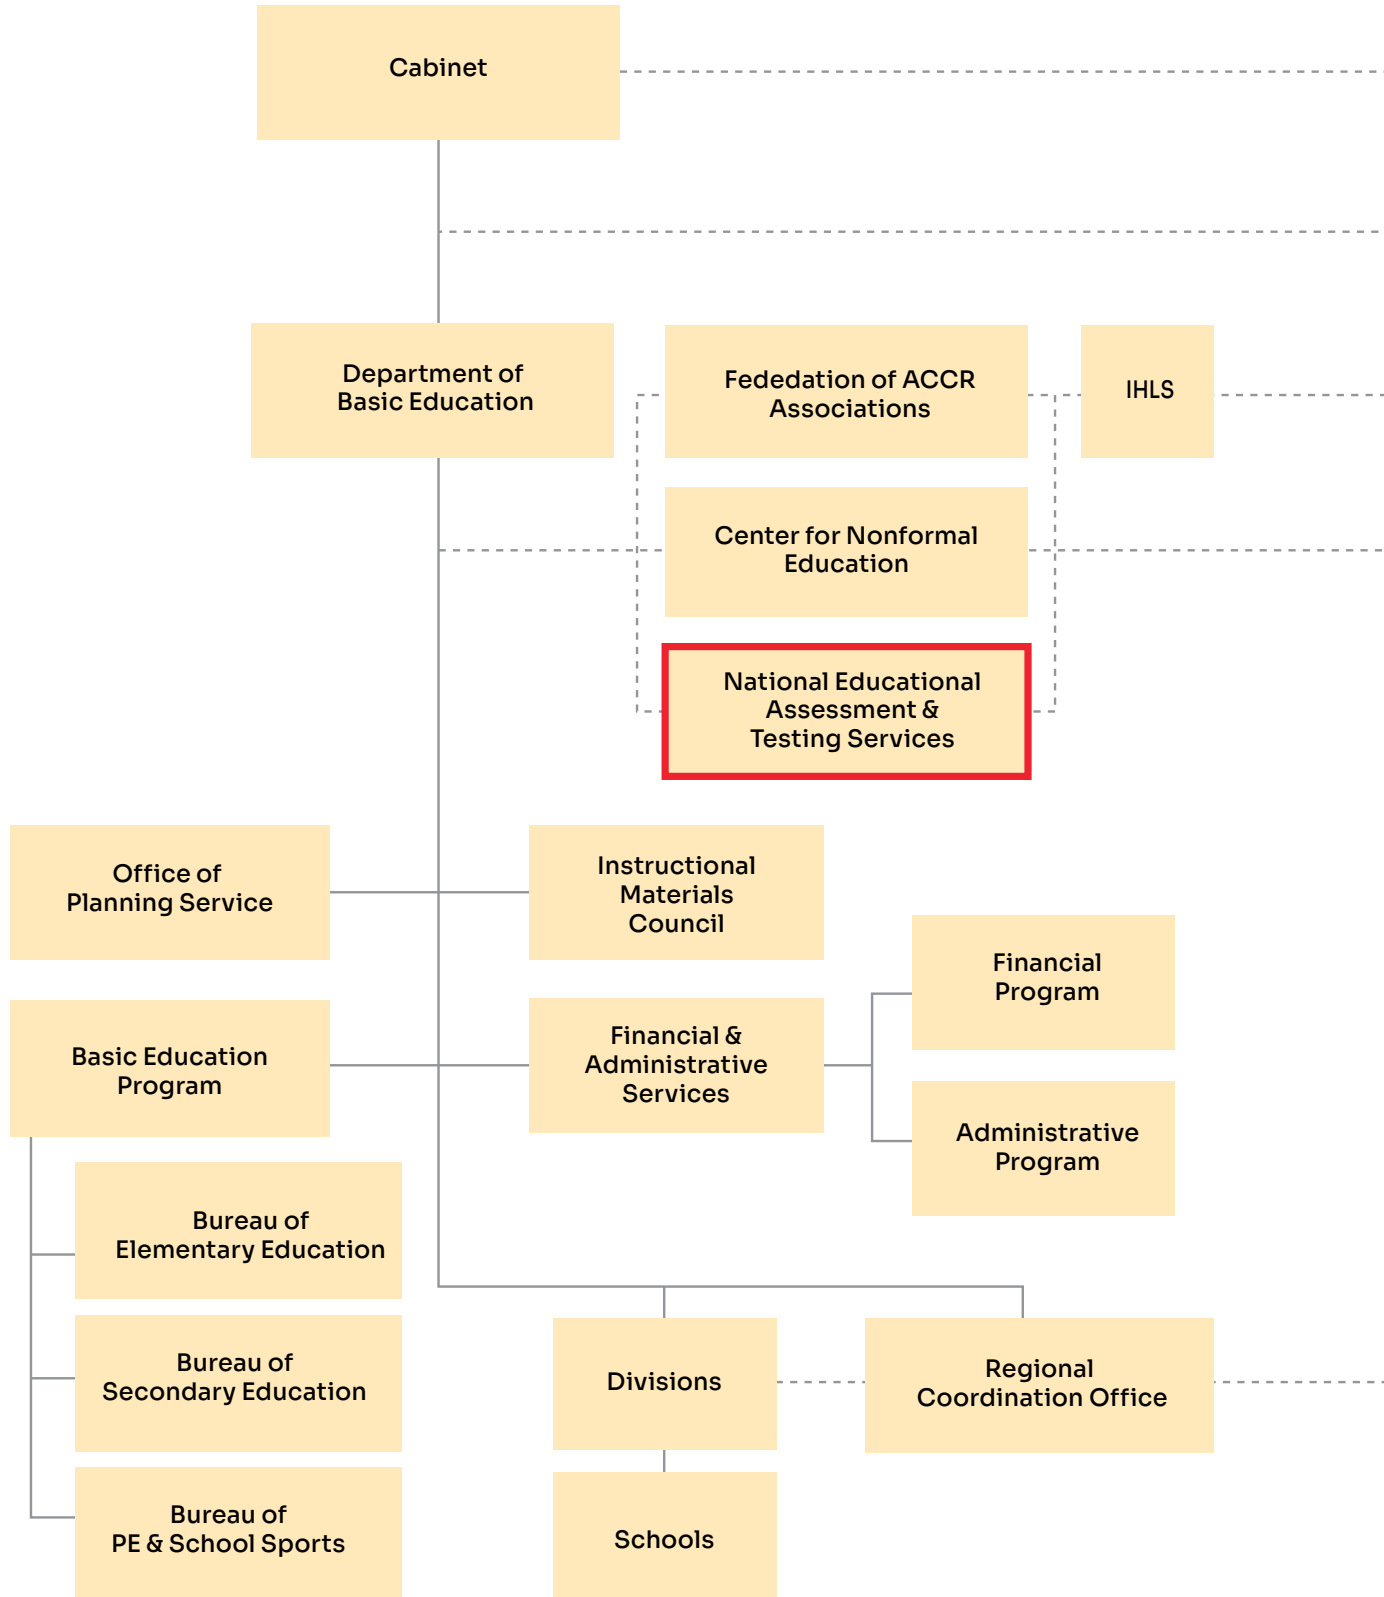 Cabinet
Department of
Basic Education
Fededation of ACCR
Associations
IHLS
Center for Nonformal
Education
National Educational
Assessment &
Testing Services
Office of
Planning Service
Instructional
Materials
Council
Financial
Program
Basic Education
Program
Financial &
Administrative
Services
Administrative
Program
Bureau of
Elementary Education
Bureau of
Secondary Education
Divisions
Regional
Coordination Office
Bureau of
PE & School Sports
Schools